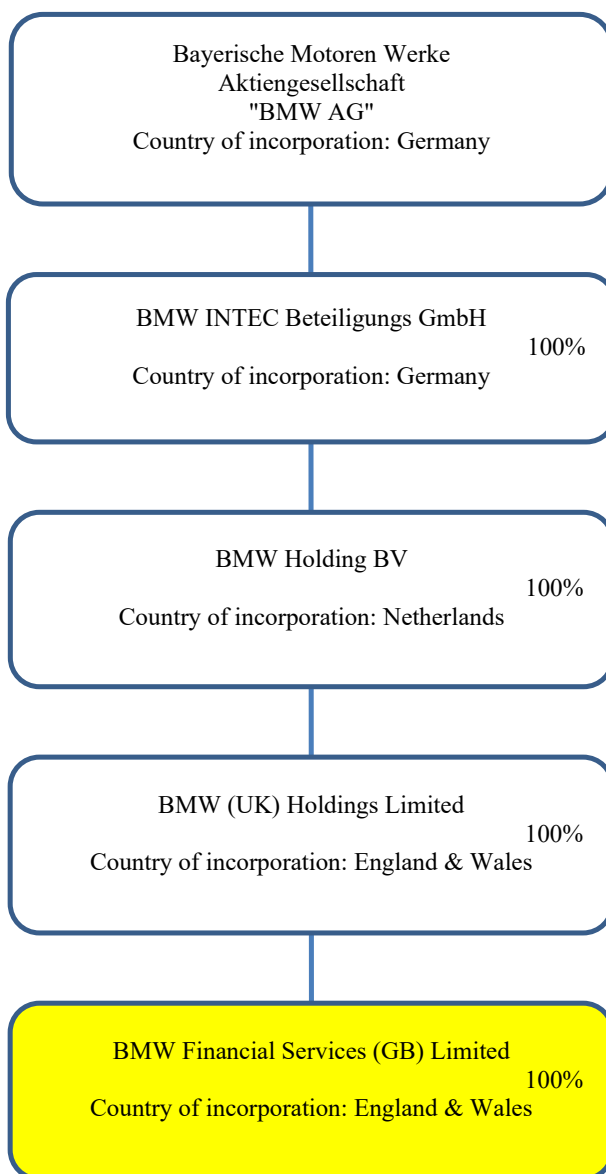 Bayerische Motoren Werke
Aktiengesellschaft
"BMW AG"
Country of incorporation: Germany
BMW INTEC Beteiligungs GmbH
100%
Country of incorporation: Germany
BMW Holding BV
100%
Country of incorporation: Netherlands
BMW (UK) Holdings Limited
100%
Country of incorporation: England & Wales
BMW Financial Services (GB) Limited
100%
Country of incorporation: England & Wales